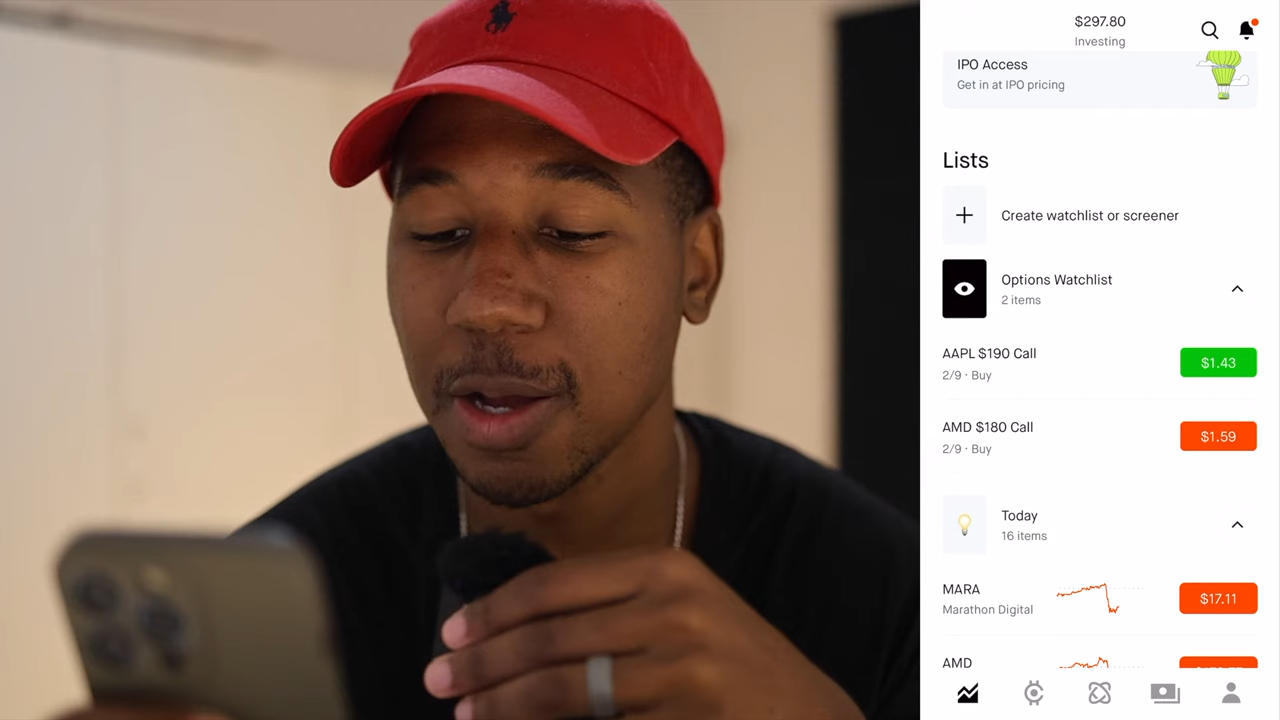 $297.80
Investing
IPO Access
Get in at IPO pricing
Lists
Create watchlist or screener
Options Watchlist
2 items
AAPL $190 Call
2/9 · Buy
$1.43
AMD $180 Call
2/9 · Buy
$1.59
Today
16 items
MARA
Marathon Digital
$17.11
AMD